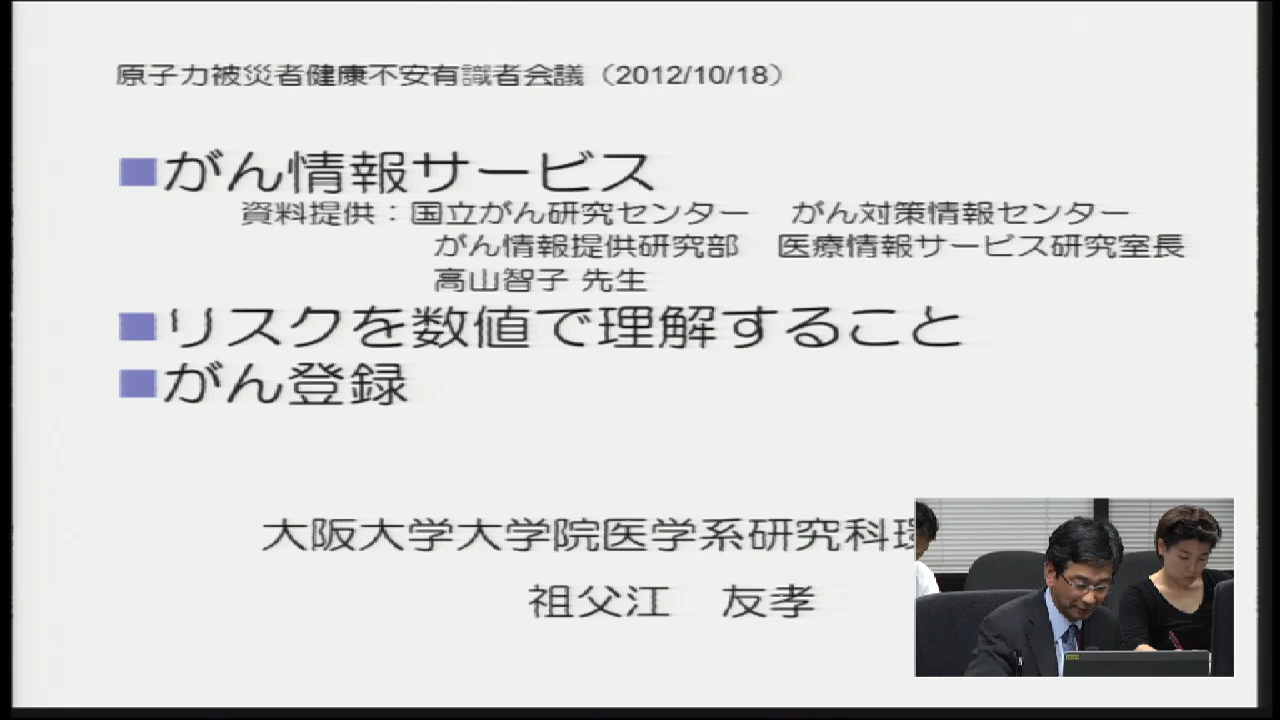 原子力被災者健康不安有識者会議（2012/10/18）
■がん情報サービス
資料提供：国立がん研究センター　がん対策情報センター
がん情報提供研究部　医療情報サービス研究室長
高山智子 先生
■リスクを数値で理解すること
■がん登録
大阪大学大学院医学系研究科環
祖父江　友孝